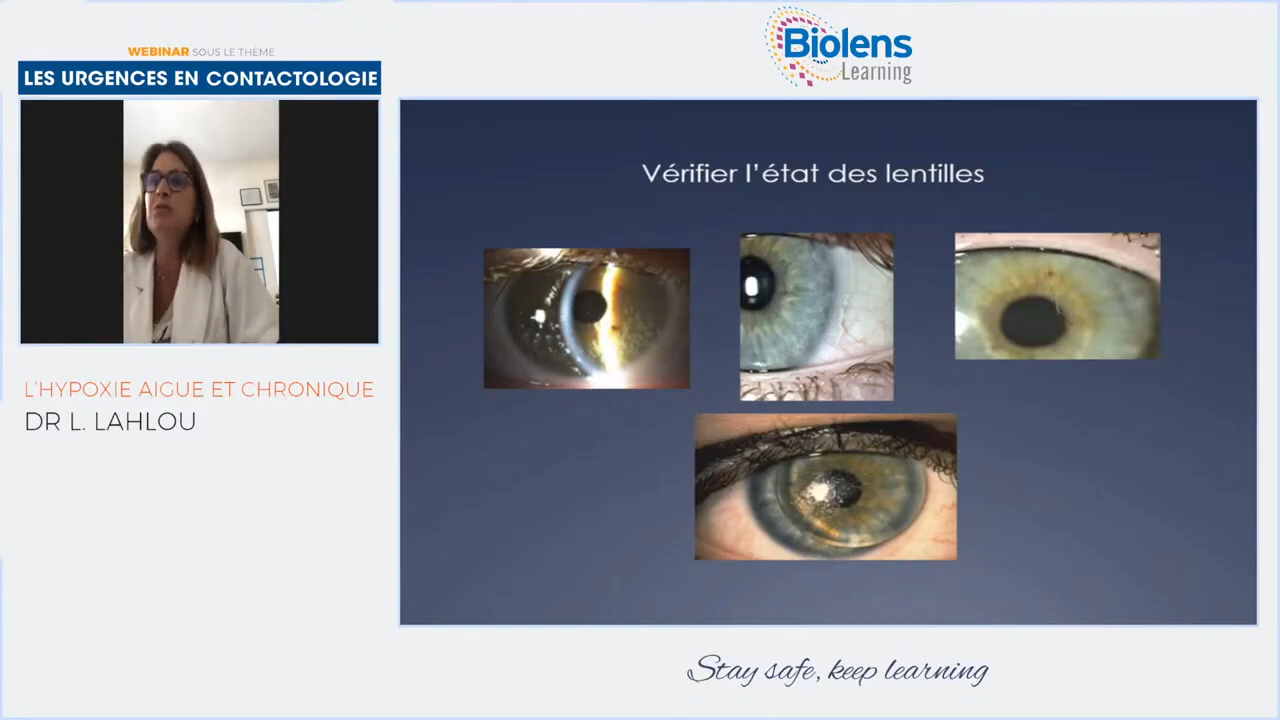 WEBINAR SOUS LE THÈME
LES URGENCES EN CONTACTOLOGIE
Biolens
Learning
Vérifier l'état des lentilles
L'HYPOXIE AIGUE ET CHRONIQUE
DR L. LAHLOU
Stay safe, keep learning